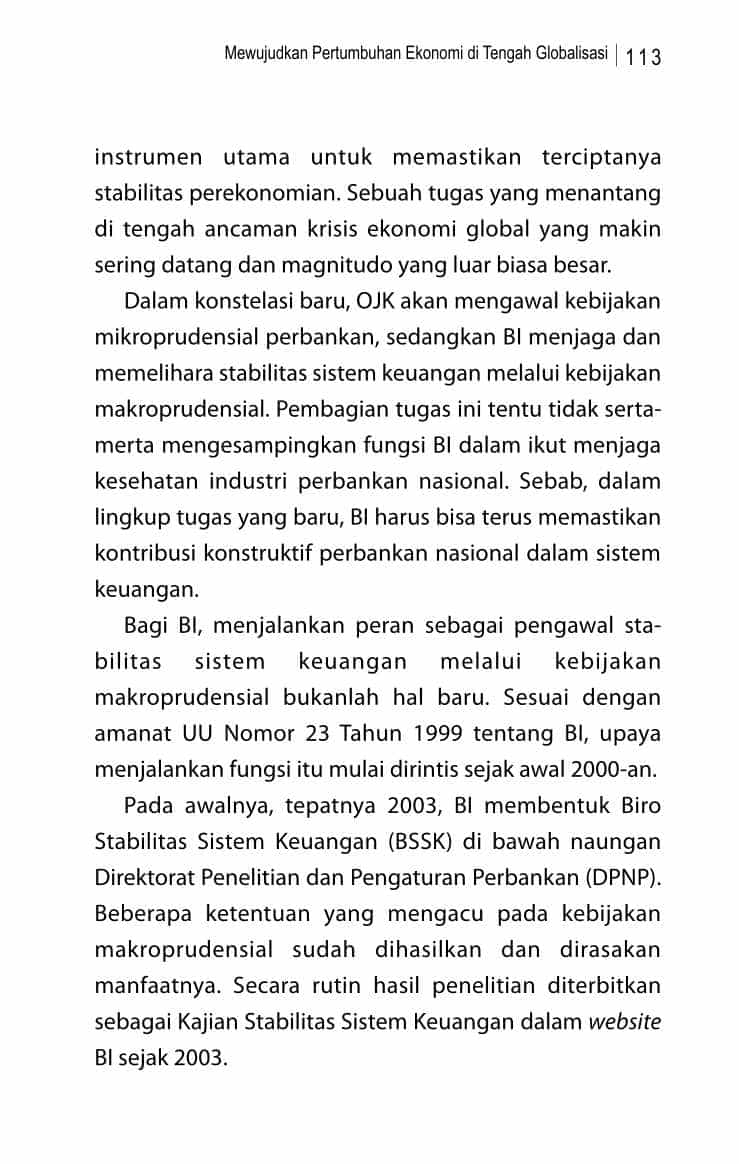 Mewujudkan Pertumbuhan Ekonomi di Tengah Globalisasi | 113
instrumen utama untuk memastikan terciptanya
stabilitas perekonomian. Sebuah tugas yang menantang
di tengah ancaman krisis ekonomi global yang makin
sering datang dan magnitudo yang luar biasa besar.
Dalam konstelasi baru, OJK akan mengawal kebijakan
mikroprudensial perbankan, sedangkan BI menjaga dan
memelihara stabilitas sistem keuangan melalui kebijakan
makroprudensial. Pembagian tugas ini tentu tidak serta-
merta mengesampingkan fungsi BI dalam ikut menjaga
kesehatan industri perbankan nasional. Sebab, dalam
lingkup tugas yang baru, BI harus bisa terus memastikan
kontribusi konstruktif perbankan nasional dalam sistem
keuangan.
Bagi BI, menjalankan peran sebagai pengawal sta-
bilitas sistem keuangan melalui kebijakan
makroprudensial bukanlah hal baru. Sesuai dengan
amanat UU Nomor 23 Tahun 1999 tentang BI, upaya
menjalankan fungsi itu mulai dirintis sejak awal 2000-an.
Pada awalnya, tepatnya 2003, BI membentuk Biro
Stabilitas Sistem Keuangan (BSSK) di bawah naungan
Direktorat Penelitian dan Pengaturan Perbankan (DPNP).
Beberapa ketentuan yang mengacu pada kebijakan
makroprudensial sudah dihasilkan dan dirasakan
manfaatnya. Secara rutin hasil penelitian diterbitkan
sebagai Kajian Stabilitas Sistem Keuangan dalam website
BI sejak 2003.